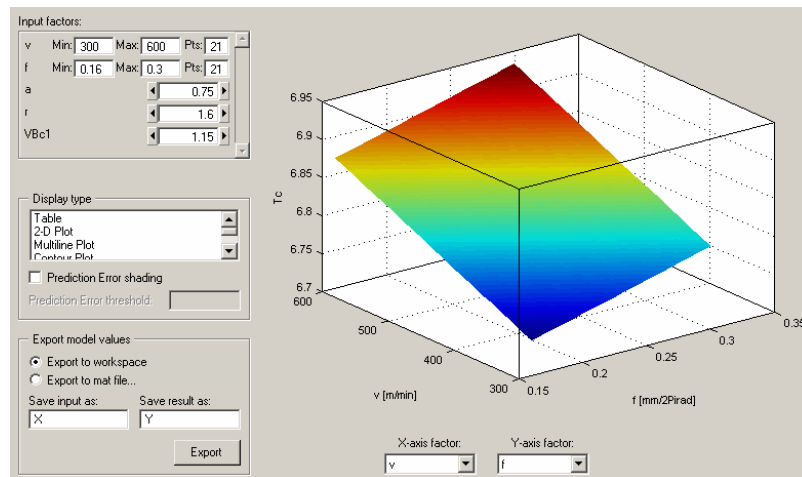 Input factors:
v Min: 300 Max: 600 Pts: 21
f Min: 0.16 Max: 0.3 Pts: 21
a 0.75
r 1.6
VBc1 1.15
Display type
Table
2-D Plot
Multiline Plot
Contour Plot
Prediction Error shading
Prediction Error threshold:
Export model values
Export to workspace
Export to mat file...
Save input as: Save result as:
X Y
Export
6.95
6.9
6.85
6.8
6.75
6.7
Tc
600
500
400
300
v [m/min]
0.15
0.2
0.25
0.3
0.35
f [mm/2Pirad]
X-axis factor: Y-axis factor:
v f